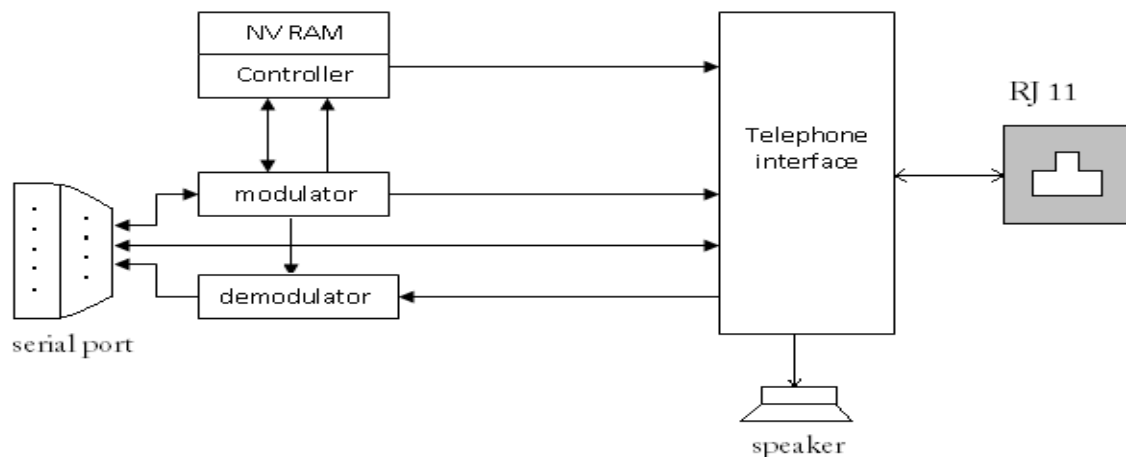 NV RAM
Controller
RJ 11
Telephone
interface
modulator
demodulator
serial port
speaker